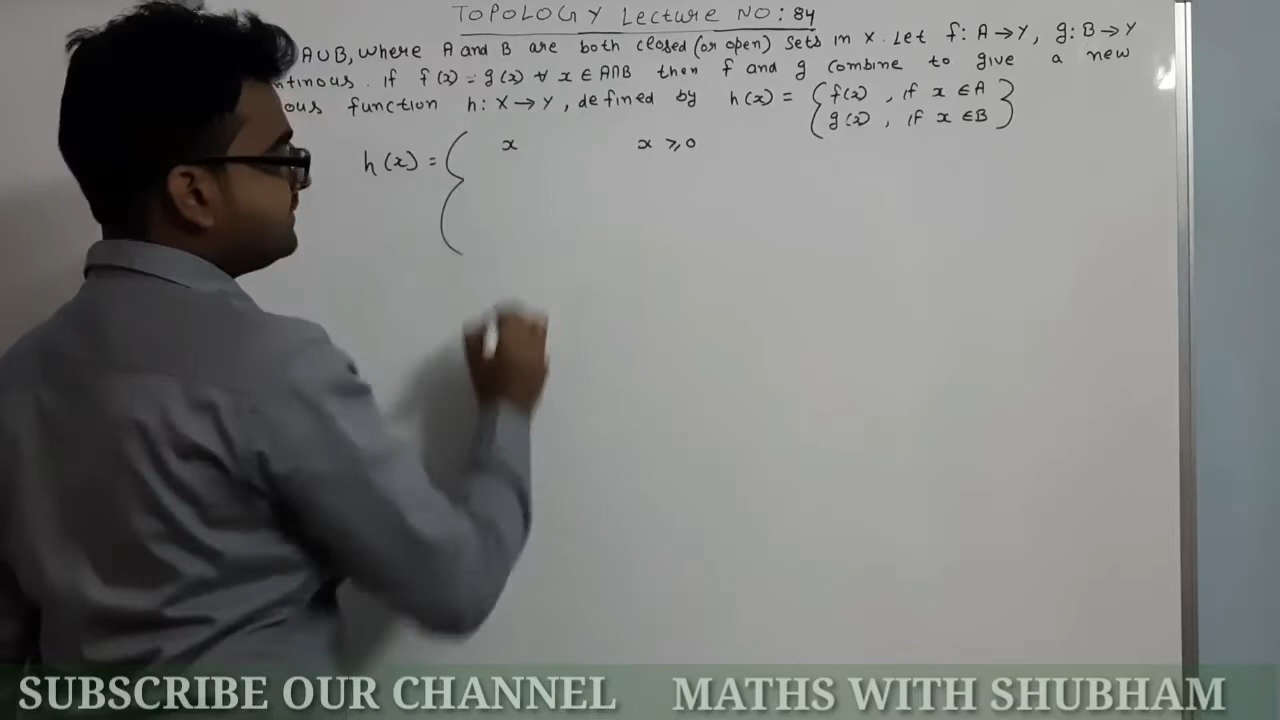 TOPOLOGY Lecture NO: 84
A∪B, where A and B are both closed (or open) sets in X. Let f: A→Y, g: B→Y
ntinous. If f(x) = g(x) ∀ x ∈ A∩B then f and g combine to give a new
ous function h: X→Y, defined by h(x) = { f(x) , if x ∈ A
g(x) , if x ∈ B }
h(x) = { x x ≥ 0
SUBSCRIBE OUR CHANNEL MATHS WITH SHUBHAM